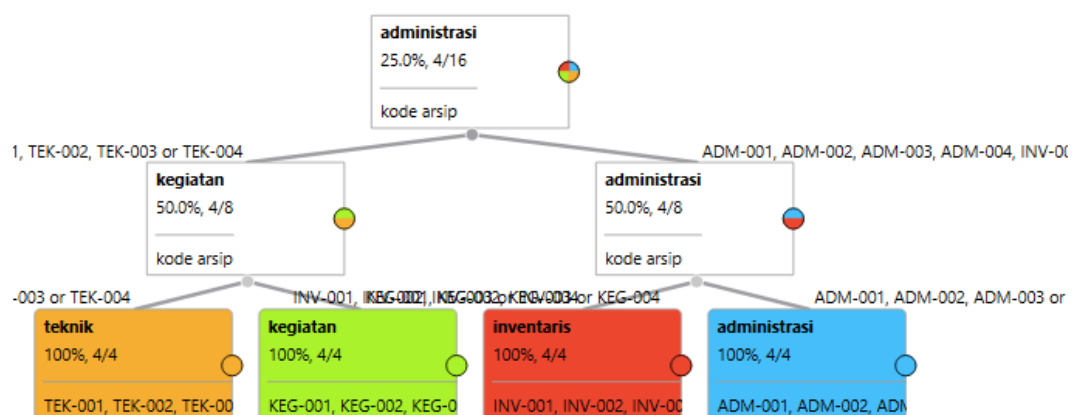 administrasi
25.0%, 4/16
kode arsip
1, TEK-002, TEK-003 or TEK-004
ADM-001, ADM-002, ADM-003, ADM-004, INV-00
kegiatan
50.0%, 4/8
kode arsip
administrasi
50.0%, 4/8
kode arsip
-003 or TEK-004
INV-001,
or KEG-004
ADM-001, ADM-002, ADM-003 or
teknik
100%, 4/4
TEK-001, TEK-002, TEK-00
kegiatan
100%, 4/4
KEG-001, KEG-002, KEG-0
inventaris
100%, 4/4
INV-001, INV-002, INV-00
administrasi
100%, 4/4
ADM-001, ADM-002, ADM